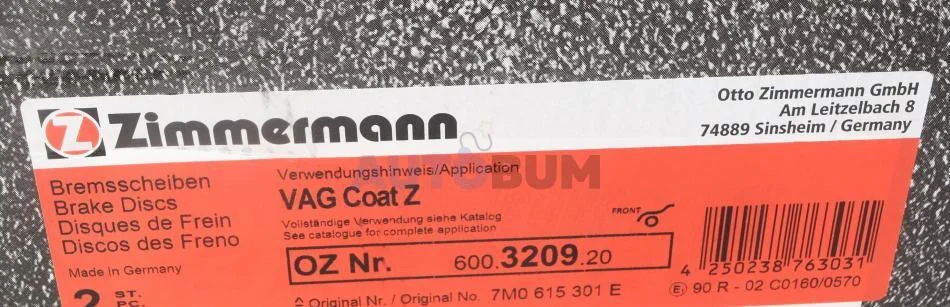 Z Zimmermann
Otto Zimmermann GmbH
Am Leitzelbach 8
74889 Sinsheim / Germany
AUTOBUM
Bremsscheiben
Brake Discs
Disques de Frein
Discos des Freno
Made in Germany
2 ST.
PC.
Verwendungshinweis/Application
VAG Coat Z
Vollständige Verwendung siehe Katalog
See catalogue for complete application
FRONT
OZ Nr. 600.3209.20
Original Nr. / Original No. 7M0 615 301 E
4 250238 763031
E1 90 R - 02 C0160/0570